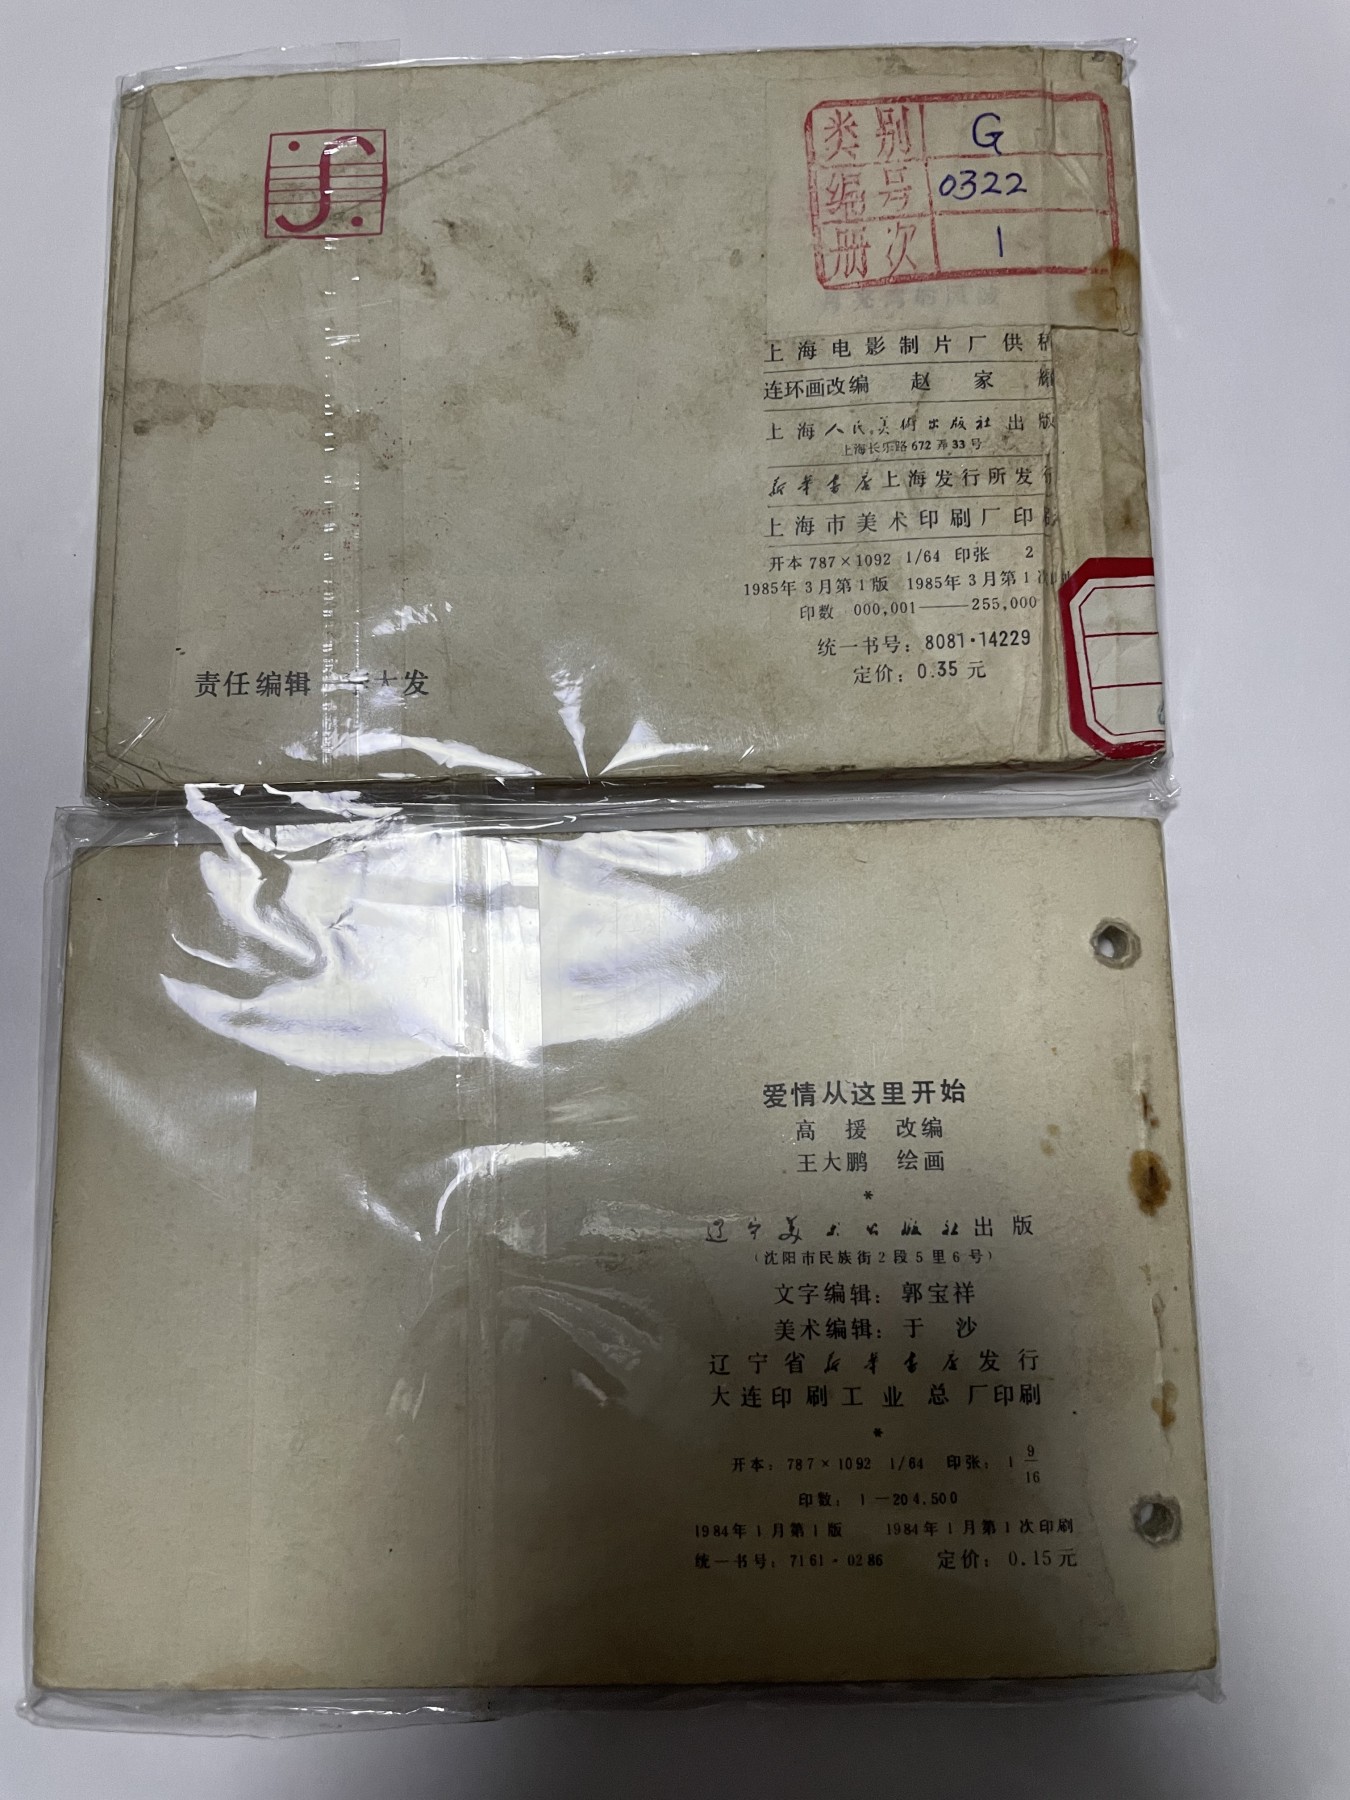 类别 G
编号 0322
册次 1
上海电影制片厂供稿
连环画改编 赵家
上海人民美术出版社出版
上海长乐路672弄33号
新华书店上海发行所发行
上海市美术印刷厂印
开本 787×1092 1/64 印张 2
1985年3月第1版 1985年3月第1次印
印数 000,001——255,000
统一书号：8081·14229
定价：0.35元
责任编辑 大发
爱情从这里开始
高援 改编
王大鹏 绘画
*
辽宁美术出版社出版
（沈阳市民族街2段5里6号）
文字编辑：郭宝祥
美术编辑：于沙
辽宁省新华书店发行
大连印刷工业总厂印刷
*
开本：787×1092 1/64 印张：1 9/16
印数：1—204,500
1984年1月第1版 1984年1月第1次印刷
统一书号：7161·0286 定价：0.15元